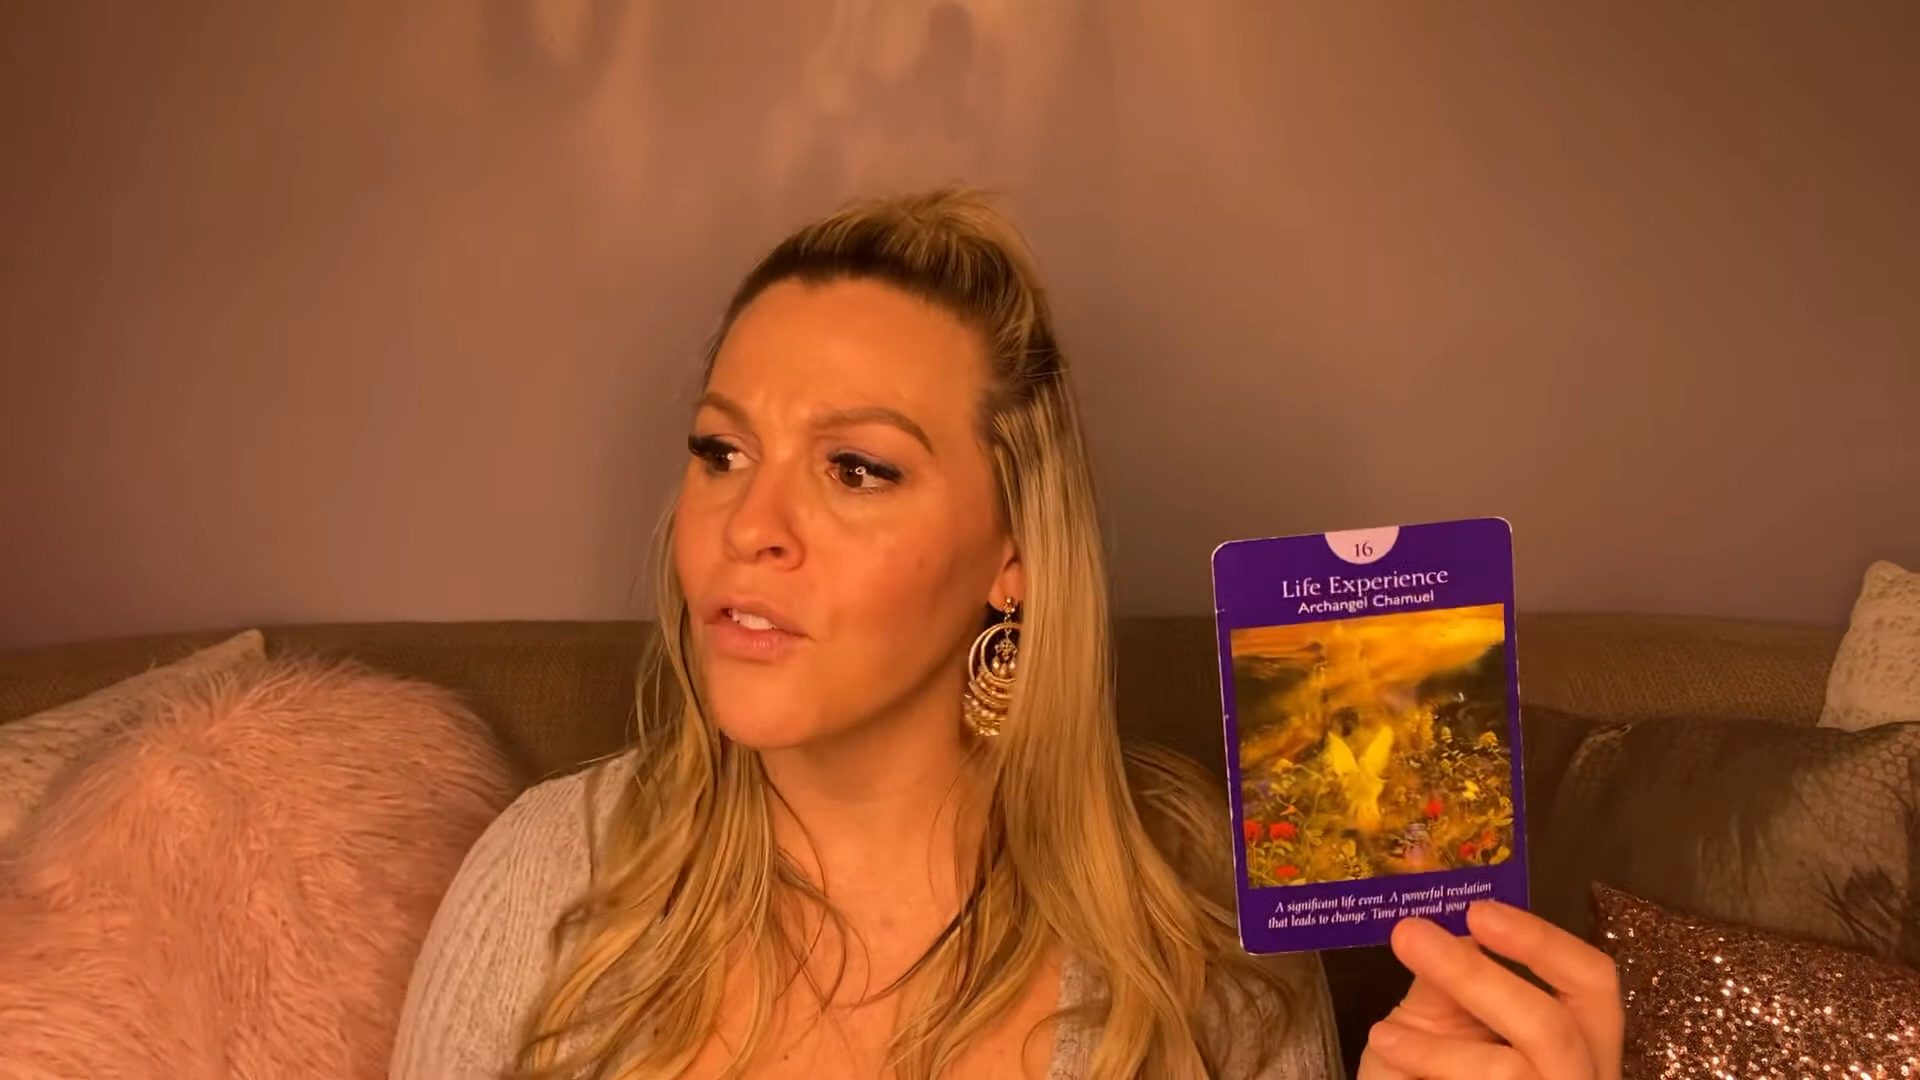 16
Life Experience
Archangel Chamuel
A significant life event. A powerful revelation
that leads to change. Time to spread your